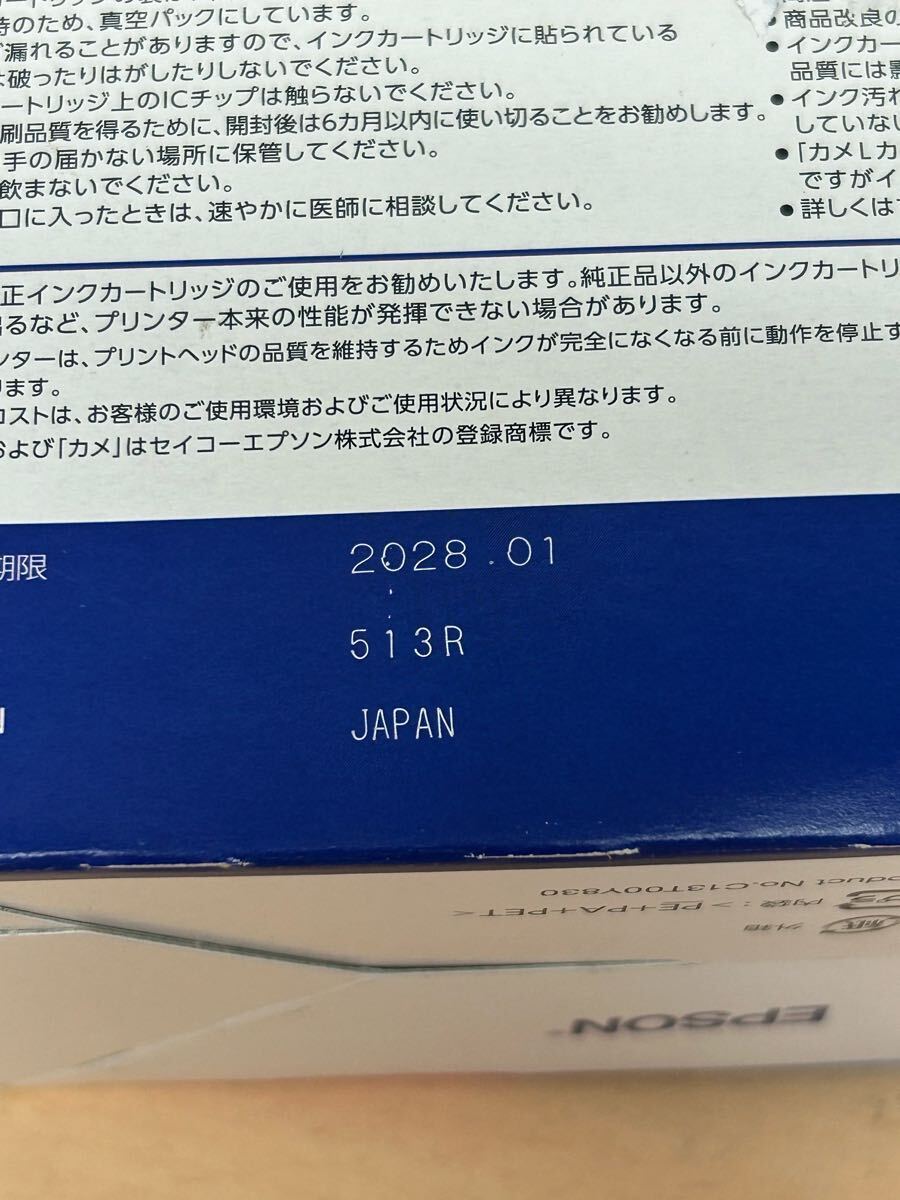 時のため、真空パックにしています。
漏れることがありますので、インクカートリッジに貼られている
破ったりはがしたりしないでください。
ートリッジ上のICチップは触らないでください。
刷品質を得るために、開封後は6カ月以内に使い切ることをお勧めします。
手の届かない場所に保管してください。
飲まないでください。
口に入ったときは、速やかに医師に相談してください。
商品改良の
● インクカー
品質には影
● インク汚れ
していない
● 「カメLカ
ですがイ
● 詳しくは
正インクカートリッジのご使用をお勧めいたします。純正品以外のインクカートリ
るなど、プリンター本来の性能が発揮できない場合があります。
ンターは、プリントヘッドの品質を維持するためインクが完全になくなる前に動作を停止す
ります。
コストは、お客様のご使用環境およびご使用状況により異なります。
および「カメ」はセイコーエプソン株式会社の登録商標です。
期限 2028.01
513R
JAPAN
oduct No.C13T00Y830
内袋：>PE+PA+PET<
紙 外箱
EPSON